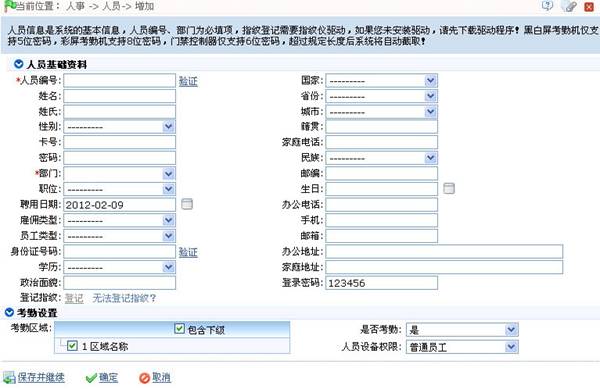 当前位置： 人事 -> 人员-> 增加
人员信息是系统的基本信息，人员编号、部门为必填项，指纹登记需要指纹仪驱动，如果您未安装驱动，请先下载驱动程序！黑白屏考勤机仅支
持5位密码，彩屏考勤机支持8位密码，门禁控制器仅支持6位密码，超过规定长度后系统将自动截取！
人员基础资料
*人员编号: 验证 国家: ---------
姓名: 省份: ---------
姓氏: 城市: ---------
性别: --------- 籍贯:
卡号: 家庭电话:
密码: 民族: ---------
*部门: 邮编:
职位: --------- 生日:
聘用日期: 2012-02-09 办公电话:
雇佣类型: --------- 手机:
员工类型: --------- 邮箱:
身份证号码: 验证 办公地址:
学历: --------- 家庭地址:
政治面貌: 登录密码: 123456
登记指纹: 登记 无法登记指纹?
考勤设置
考勤区域: 包含下级 是否考勤: 是
1 区域名称 人员设备权限: 普通员工
保存并继续 确定 取消